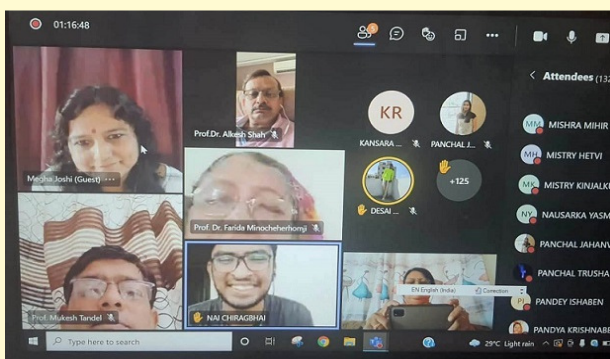 01:16:48
5
Attendees (132
Megha Joshi (Guest)
Prof.Dr. Alkesh Shah
KR
KANSARA ...
PANCHAL J...
DESAI ...
+125
Prof. Dr. Farida Minocheherhomji
Prof. Mukesh Tandel
NAI CHIRAGBHAI
EN English (India)
Correction
MM MISHRA MIHIR
MH MISTRY HETVI
MK MISTRY KINJALK
NY NAUSARKA YASM
PANCHAL JAHANV
PANCHAL TRUSHA
PI PANDEY ISHABEN
PANDYA KRISHNABE
Type here to search
29°C Light rain